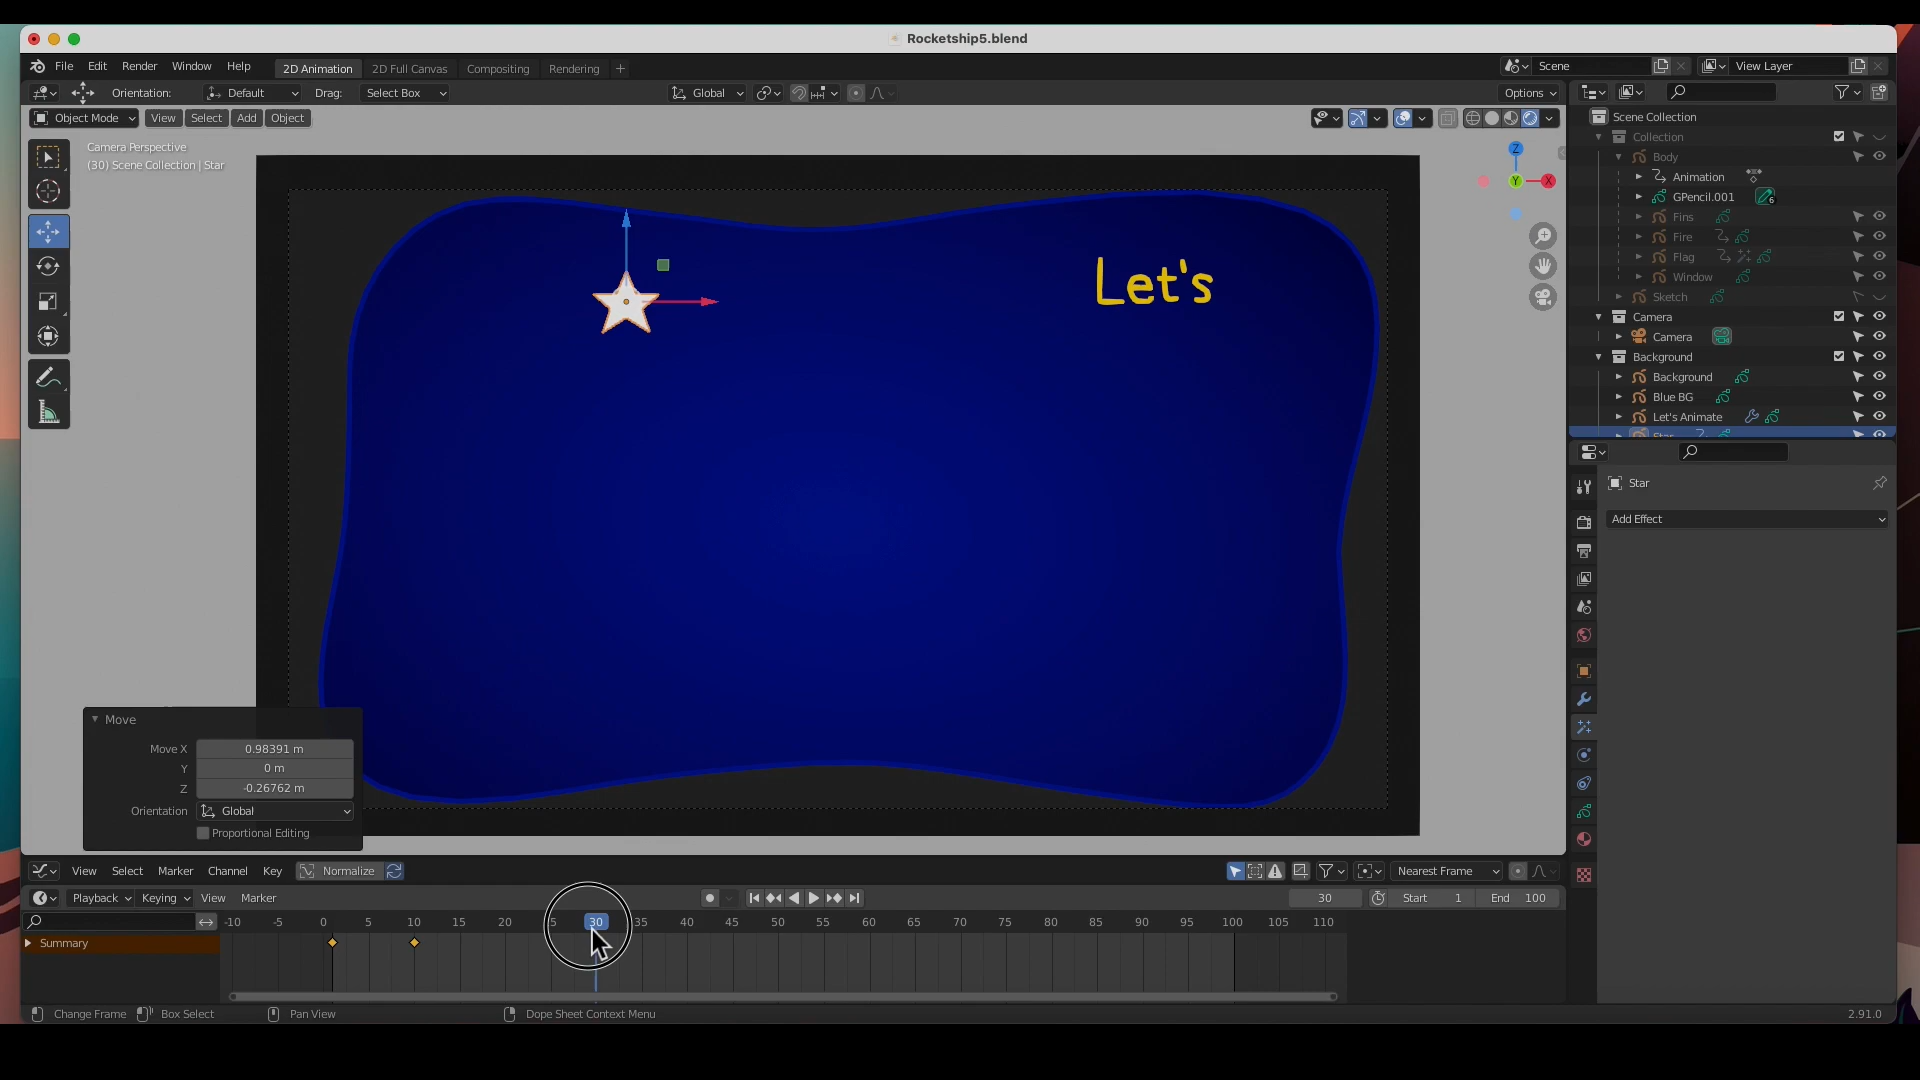 Rocketship5.blend
File Edit Render Window Help 2D Animation 2D Full Canvas Compositing Rendering + Scene View Layer
Orientation: Default Drag: Select Box Global Options
Object Mode View Select Add Object
Camera Perspective
(30) Scene Collection | Star
Z
Y X
Let's
Scene Collection
Collection
Body
Animation
GPencil.001 6
Fins
Fire
Flag
Window
Sketch
Camera
Camera
Background
Background
Blue BG
Let's Animate
Star
Star
Add Effect
Move
Move X 0.98391 m
Y 0 m
Z -0.26762 m
Orientation Global
Proportional Editing
View Select Marker Channel Key Normalize Nearest Frame
Playback Keying View Marker 30 Start 1 End 100
-10 -5 0 5 10 15 20 30 35 40 45 50 55 60 65 70 75 80 85 90 95 100 105 110
Summary
Change Frame Box Select Pan View Dope Sheet Context Menu 2.91.0